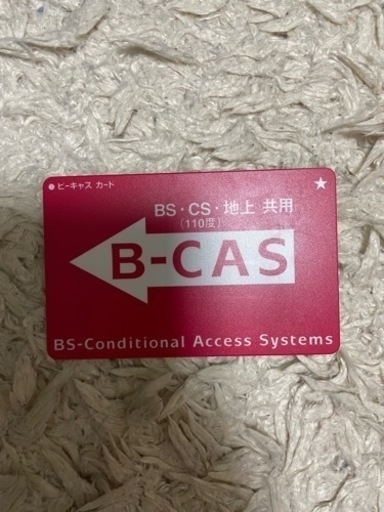 ● ビーキャス カード
★
BS・CS・地上 共用
(110度)
B-CAS
BS-Conditional Access Systems